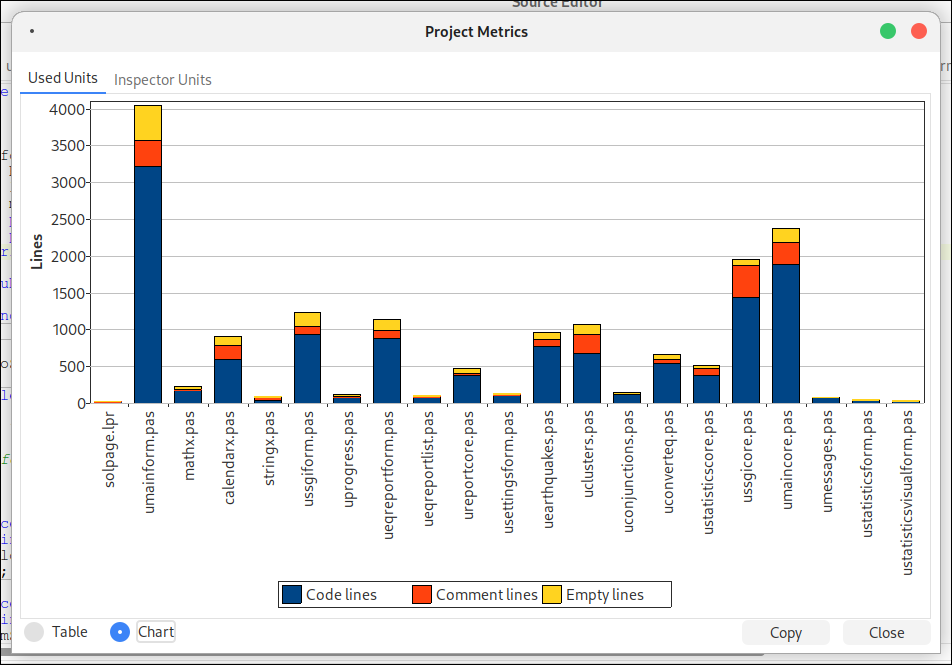 Source Editor
Project Metrics
Used Units
Inspector Units
4000
3500
3000
2500
2000
1500
1000
500
0
Lines
solpage.lpr
umainform.pas
mathx.pas
calendarx.pas
stringx.pas
ussgiform.pas
uprogress.pas
ueqreportform.pas
ueqreportlist.pas
ureportcore.pas
usettingsform.pas
uearthquakes.pas
uclusters.pas
uconjunctions.pas
uconverteq.pas
ustatisticscore.pas
ussgicore.pas
umaincore.pas
umessages.pas
ustatisticsform.pas
ustatisticsvisualform.pas
Code lines
Comment lines
Empty lines
Table
Chart
Copy
Close